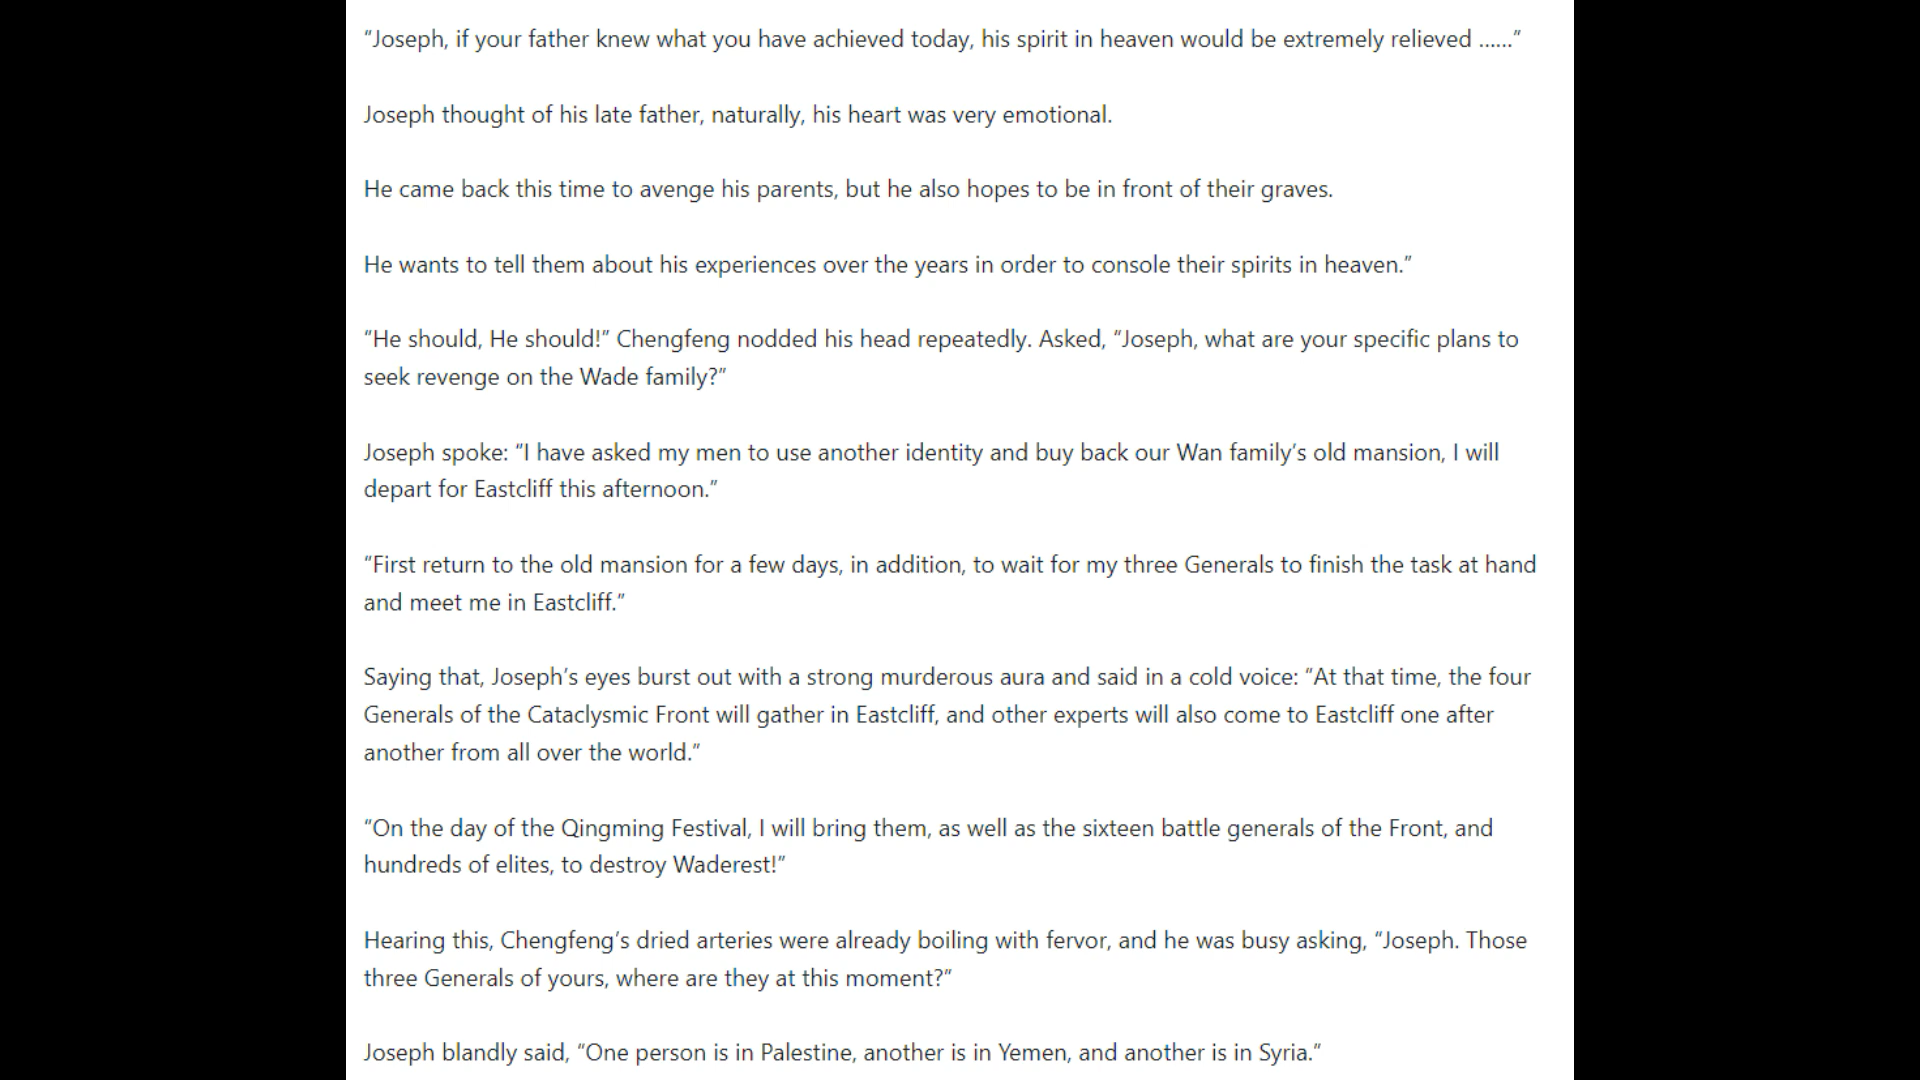 “Joseph, if your father knew what you have achieved today, his spirit in heaven would be extremely relieved ......”
Joseph thought of his late father, naturally, his heart was very emotional.
He came back this time to avenge his parents, but he also hopes to be in front of their graves.
He wants to tell them about his experiences over the years in order to console their spirits in heaven.”
“He should, He should!” Chengfeng nodded his head repeatedly. Asked, “Joseph, what are your specific plans to
seek revenge on the Wade family?”
Joseph spoke: “I have asked my men to use another identity and buy back our Wan family’s old mansion, I will
depart for Eastcliff this afternoon.”
“First return to the old mansion for a few days, in addition, to wait for my three Generals to finish the task at hand
and meet me in Eastcliff.”
Saying that, Joseph’s eyes burst out with a strong murderous aura and said in a cold voice: “At that time, the four
Generals of the Cataclysmic Front will gather in Eastcliff, and other experts will also come to Eastcliff one after
another from all over the world.”
“On the day of the Qingming Festival, I will bring them, as well as the sixteen battle generals of the Front, and
hundreds of elites, to destroy Waderest!”
Hearing this, Chengfeng’s dried arteries were already boiling with fervor, and he was busy asking, “Joseph. Those
three Generals of yours, where are they at this moment?”
Joseph blandly said, “One person is in Palestine, another is in Yemen, and another is in Syria.”